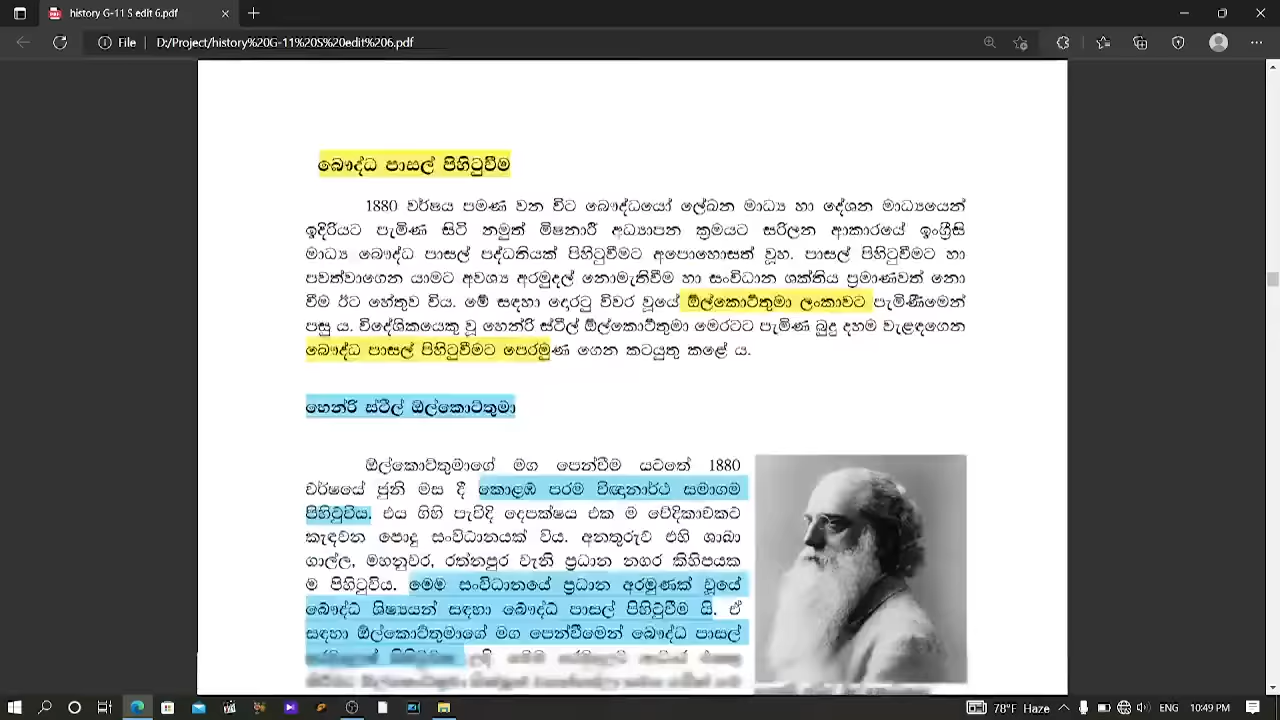 history G-11 S edit 6.pdf
File
D:/Project/history%20G-11%20S%20edit%206.pdf
බෞද්ධ පාසල් පිහිටුවීම
1880 වර්ෂය පමණ වන විට බෞද්ධයෝ ලේඛන මාධ්‍ය හා දේශන මාධ්‍යයෙන්
ඉදිරියට පැමිණ සිටි නමුත් මිෂනාරී අධ්‍යාපන ක්‍රමයට සරිලන ආකාරයේ ඉංග්‍රීසි
මාධ්‍ය බෞද්ධ පාසල් පද්ධතියක් පිහිටුවීමට අපොහොසත් වූහ. පාසල් පිහිටුවීමට හා
පවත්වාගෙන යාමට අවශ්‍ය අරමුදල් නොමැතිවීම හා සංවිධාන ශක්තිය ප්‍රමාණවත් නො
වීම ඊට හේතුව විය. මේ සඳහා දොරටු විවර වූයේ ඕල්කොට්තුමා ලංකාවට පැමිණීමෙන්
පසු ය. විදේශිකයෙකු වූ හෙන්රි ස්ටීල් ඕල්කොට්තුමා මෙරටට පැමිණ බුදු දහම වැළඳගෙන
බෞද්ධ පාසල් පිහිටුවීමට පෙරමුණ ගෙන කටයුතු කළේ ය.
හෙන්රි ස්ටීල් ඕල්කොට්තුමා
ඕල්කොට්තුමාගේ මග පෙන්වීම යටතේ 1880
වර්ෂයේ ජුනි මස දී කොළඹ පරම විඥානාර්ථ සමාගම
පිහිටුවිය. එය ගිහි පැවිදි දෙපක්ෂය එක ම වේදිකාවකට
කැඳවන පොදු සංවිධානයක් විය. අනතුරුව එහි ශාඛා
ගාල්ල, මහනුවර, රත්නපුර වැනි ප්‍රධාන නගර කිහිපයක
ම පිහිටුවිය. මෙම සංවිධානයේ ප්‍රධාන අරමුණක් වූයේ
බෞද්ධ ශිෂ්‍යයන් සඳහා බෞද්ධ පාසල් පිහිටුවීම යි. ඒ
සඳහා ඕල්කොට්තුමාගේ මග පෙන්වීමෙන් බෞද්ධ පාසල්
78°F Haze
ENG
10:49 PM